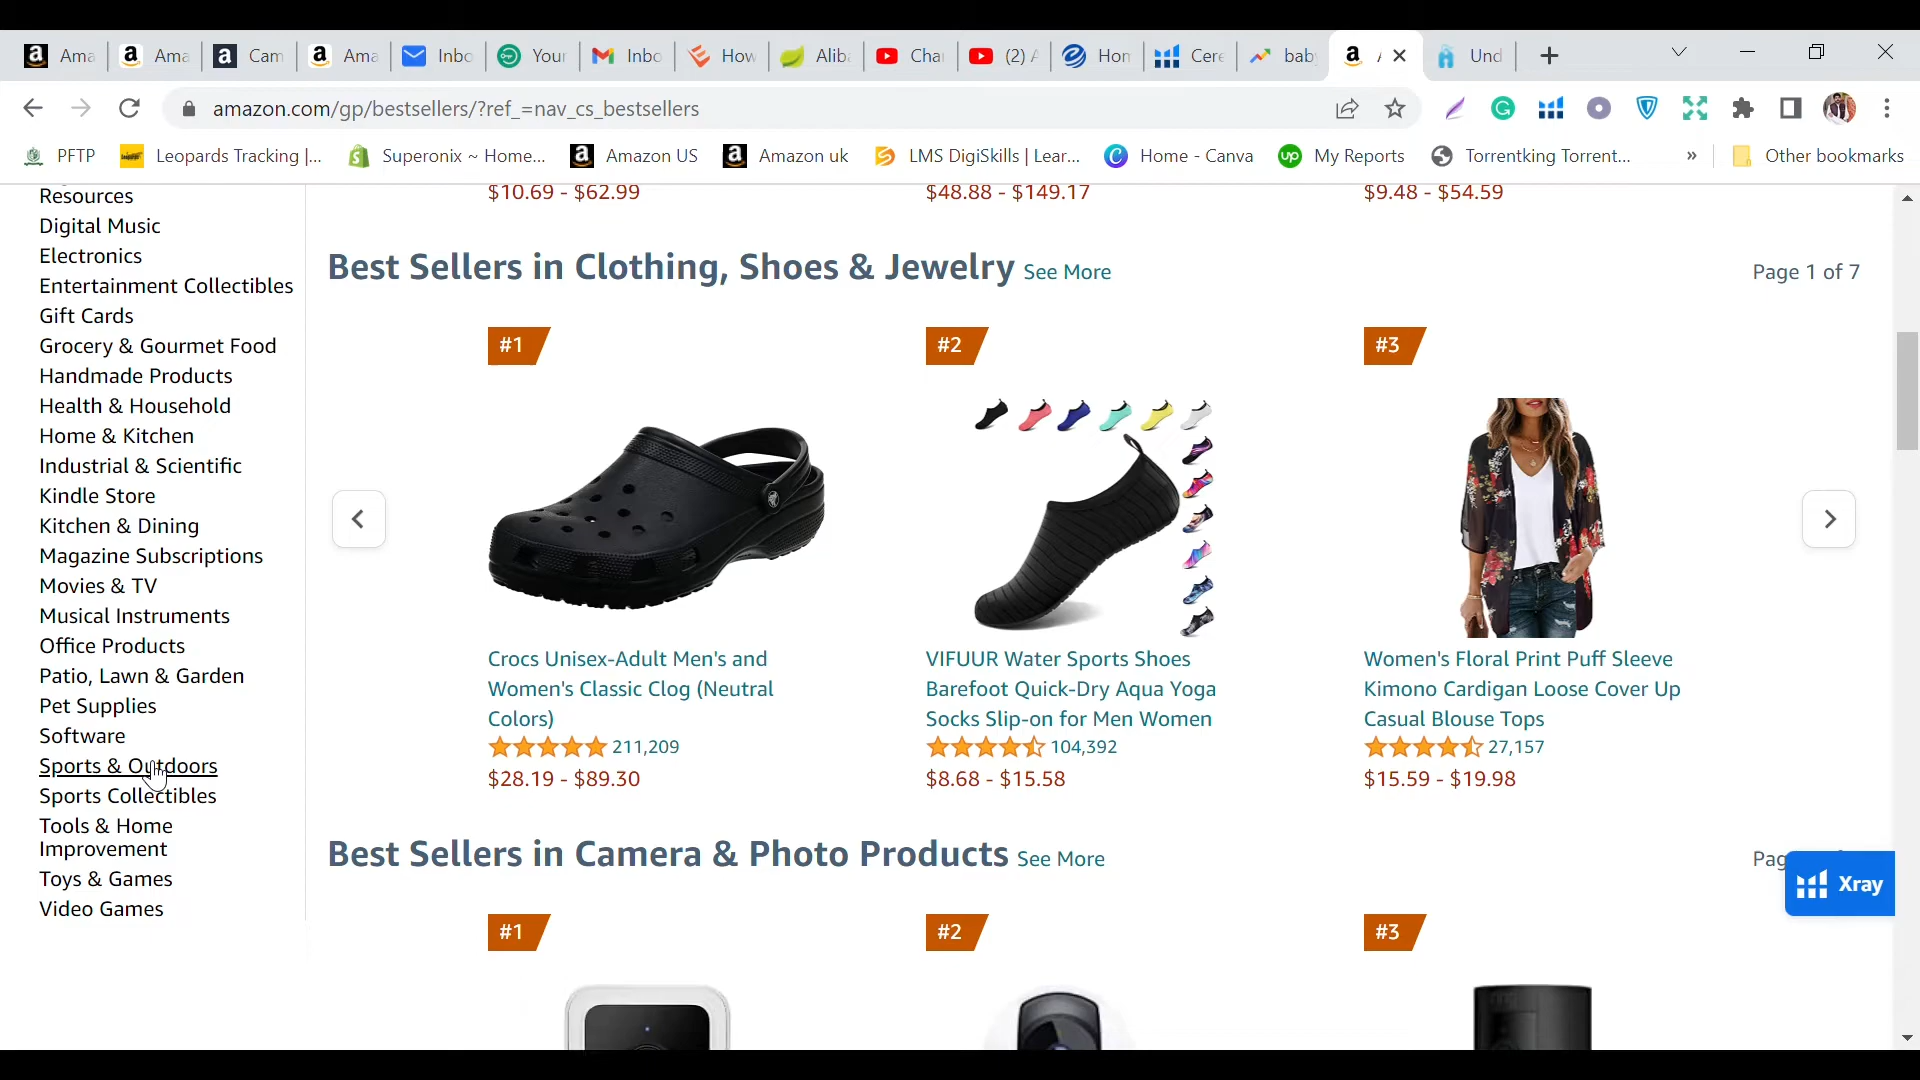 Ama
Ama
Cam
Ama
Inbo
Your
Inbo
How
Alib
Cha
(2) A
Hom
Cere
baby
Und
amazon.com/gp/bestsellers/?ref_=nav_cs_bestsellers
PFTP
Leopards Tracking |...
Superonix ~ Home...
Amazon US
Amazon uk
LMS DigiSkills | Lear...
Home - Canva
My Reports
Torrentking Torrent...
»
Other bookmarks
Resources
Digital Music
Electronics
Entertainment Collectibles
Gift Cards
Grocery & Gourmet Food
Handmade Products
Health & Household
Home & Kitchen
Industrial & Scientific
Kindle Store
Kitchen & Dining
Magazine Subscriptions
Movies & TV
Musical Instruments
Office Products
Patio, Lawn & Garden
Pet Supplies
Software
Sports & Outdoors
Sports Collectibles
Tools & Home
Improvement
Toys & Games
Video Games
$10.69 - $62.99
$48.88 - $149.17
$9.48 - $54.59
Best Sellers in Clothing, Shoes & Jewelry See More
Page 1 of 7
#1
#2
#3
Crocs Unisex-Adult Men's and
Women's Classic Clog (Neutral
Colors)
211,209
$28.19 - $89.30
VIFUUR Water Sports Shoes
Barefoot Quick-Dry Aqua Yoga
Socks Slip-on for Men Women
104,392
$8.68 - $15.58
Women's Floral Print Puff Sleeve
Kimono Cardigan Loose Cover Up
Casual Blouse Tops
27,157
$15.59 - $19.98
Best Sellers in Camera & Photo Products See More
Pag
Xray
#1
#2
#3